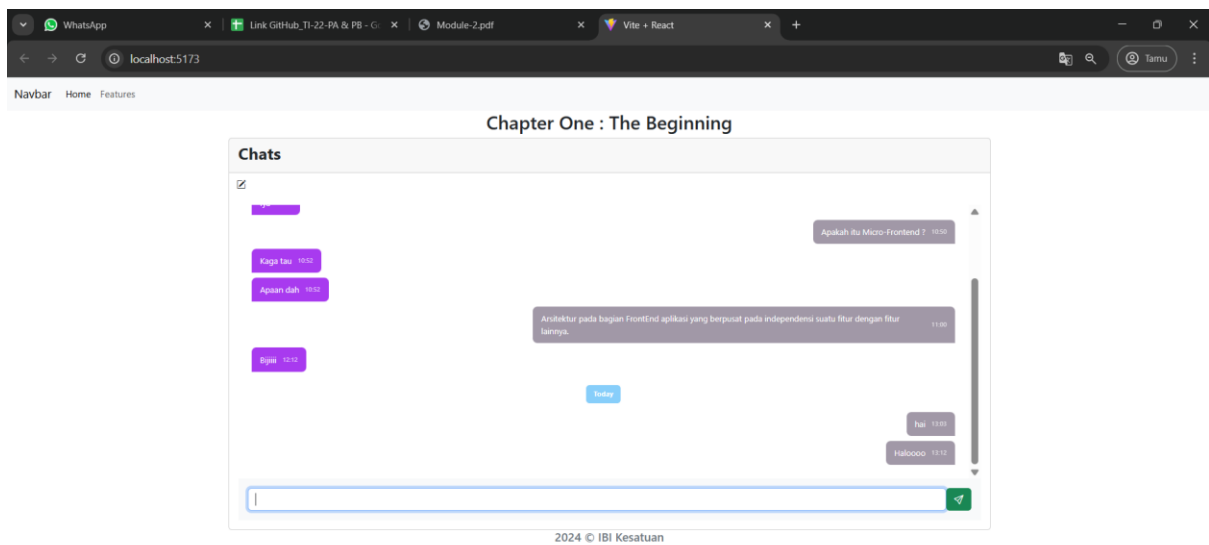 WhatsApp
Link GitHub_TI-22-PA & PB - G
Module-2.pdf
Vite + React
localhost:5173
Tamu
Navbar Home Features
Chapter One : The Beginning
Chats
Apakah itu Micro-Frontend ? 10:50
Kaga tau 10:52
Apaan dah 10:52
Arsitektur pada bagian FrontEnd aplikasi yang berpusat pada independensi suatu fitur dengan fitur
lainnya. 11:00
Bijiiii 12:12
Today
hai 13:03
Haloooo 13:12
2024 © IBI Kesatuan